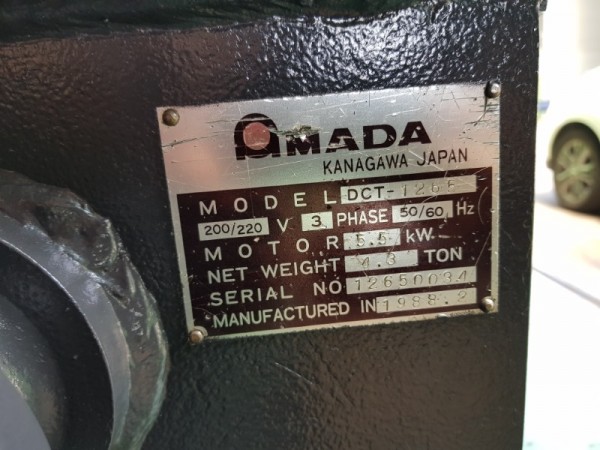 AMADA
KANAGAWA JAPAN
MODEL DCT-1265
200/220 V 3 PHASE 50/60 Hz
MOTOR 5.5 kW
NET WEIGHT 4.3 TON
SERIAL NO 12650034
MANUFACTURED IN 1988.2